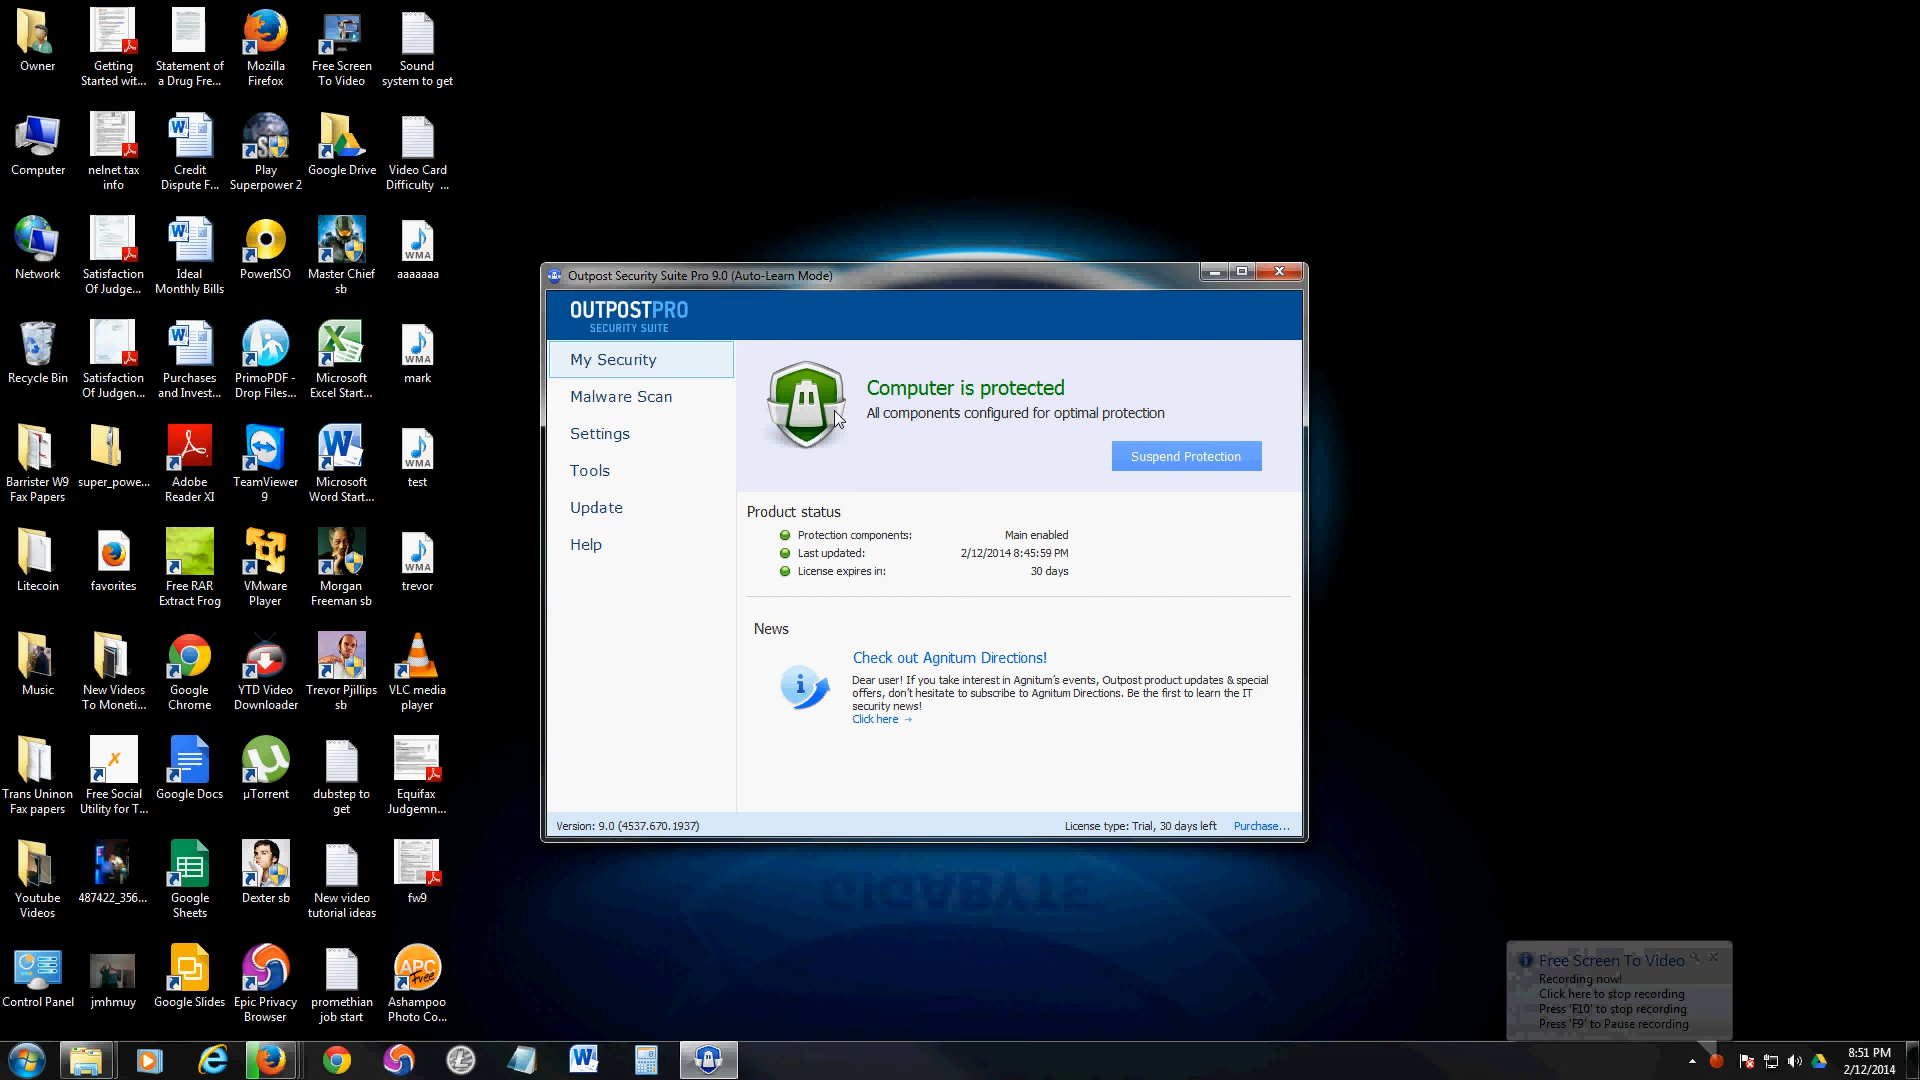 Owner
Getting
Started wit...
Statement of
a Drug Fre...
Mozilla
Firefox
Free Screen
To Video
Sound
system to get
Computer
nelnet tax
info
Credit
Dispute F...
Play
Superpower 2
Google Drive
Video Card
Difficulty ...
Network
Satisfaction
Of Judge...
Ideal
Monthly Bills
PowerISO
Master Chief
sb
WMA
aaaaaaa
Recycle Bin
Satisfaction
Of Judgen...
Purchases
and Invest...
PrimoPDF -
Drop Files...
Microsoft
Excel Start...
WMA
mark
Barrister W9
Fax Papers
super_powe...
Adobe
Reader XI
TeamViewer
9
Microsoft
Word Start...
WMA
test
Litecoin
favorites
Free RAR
Extract Frog
VMware
Player
Morgan
Freeman sb
WMA
trevor
Music
New Videos
To Moneti...
Google
Chrome
YTD Video
Downloader
Trevor Pjillips
sb
VLC media
player
Trans Uninon
Fax papers
Free Social
Utility for T...
Google Docs
µTorrent
dubstep to
get
Equifax
Judgemn...
Youtube
Videos
487422_356...
Google
Sheets
Dexter sb
New video
tutorial ideas
fw9
Control Panel
jmhmuy
Google Slides
Epic Privacy
Browser
promethian
job start
APC
Free
Ashampoo
Photo Co...
Outpost Security Suite Pro 9.0 (Auto-Learn Mode)
OUTPOSTPRO
SECURITY SUITE
My Security
Malware Scan
Settings
Tools
Update
Help
Computer is protected
All components configured for optimal protection
Suspend Protection
Product status
Protection components: Main enabled
Last updated: 2/12/2014 8:45:59 PM
License expires in: 30 days
News
Check out Agnitum Directions!
Dear user! If you take interest in Agnitum's events, Outpost product updates & special
offers, don't hesitate to subscribe to Agnitum Directions. Be the first to learn the IT
security news!
Click here →
Version: 9.0 (4537.670.1937)
License type: Trial, 30 days left Purchase...
GIGABYTE
Free Screen To Video
Recording now!
Click here to stop recording
Press 'F10' to stop recording
Press 'F9' to Pause recording
8:51 PM
2/12/2014